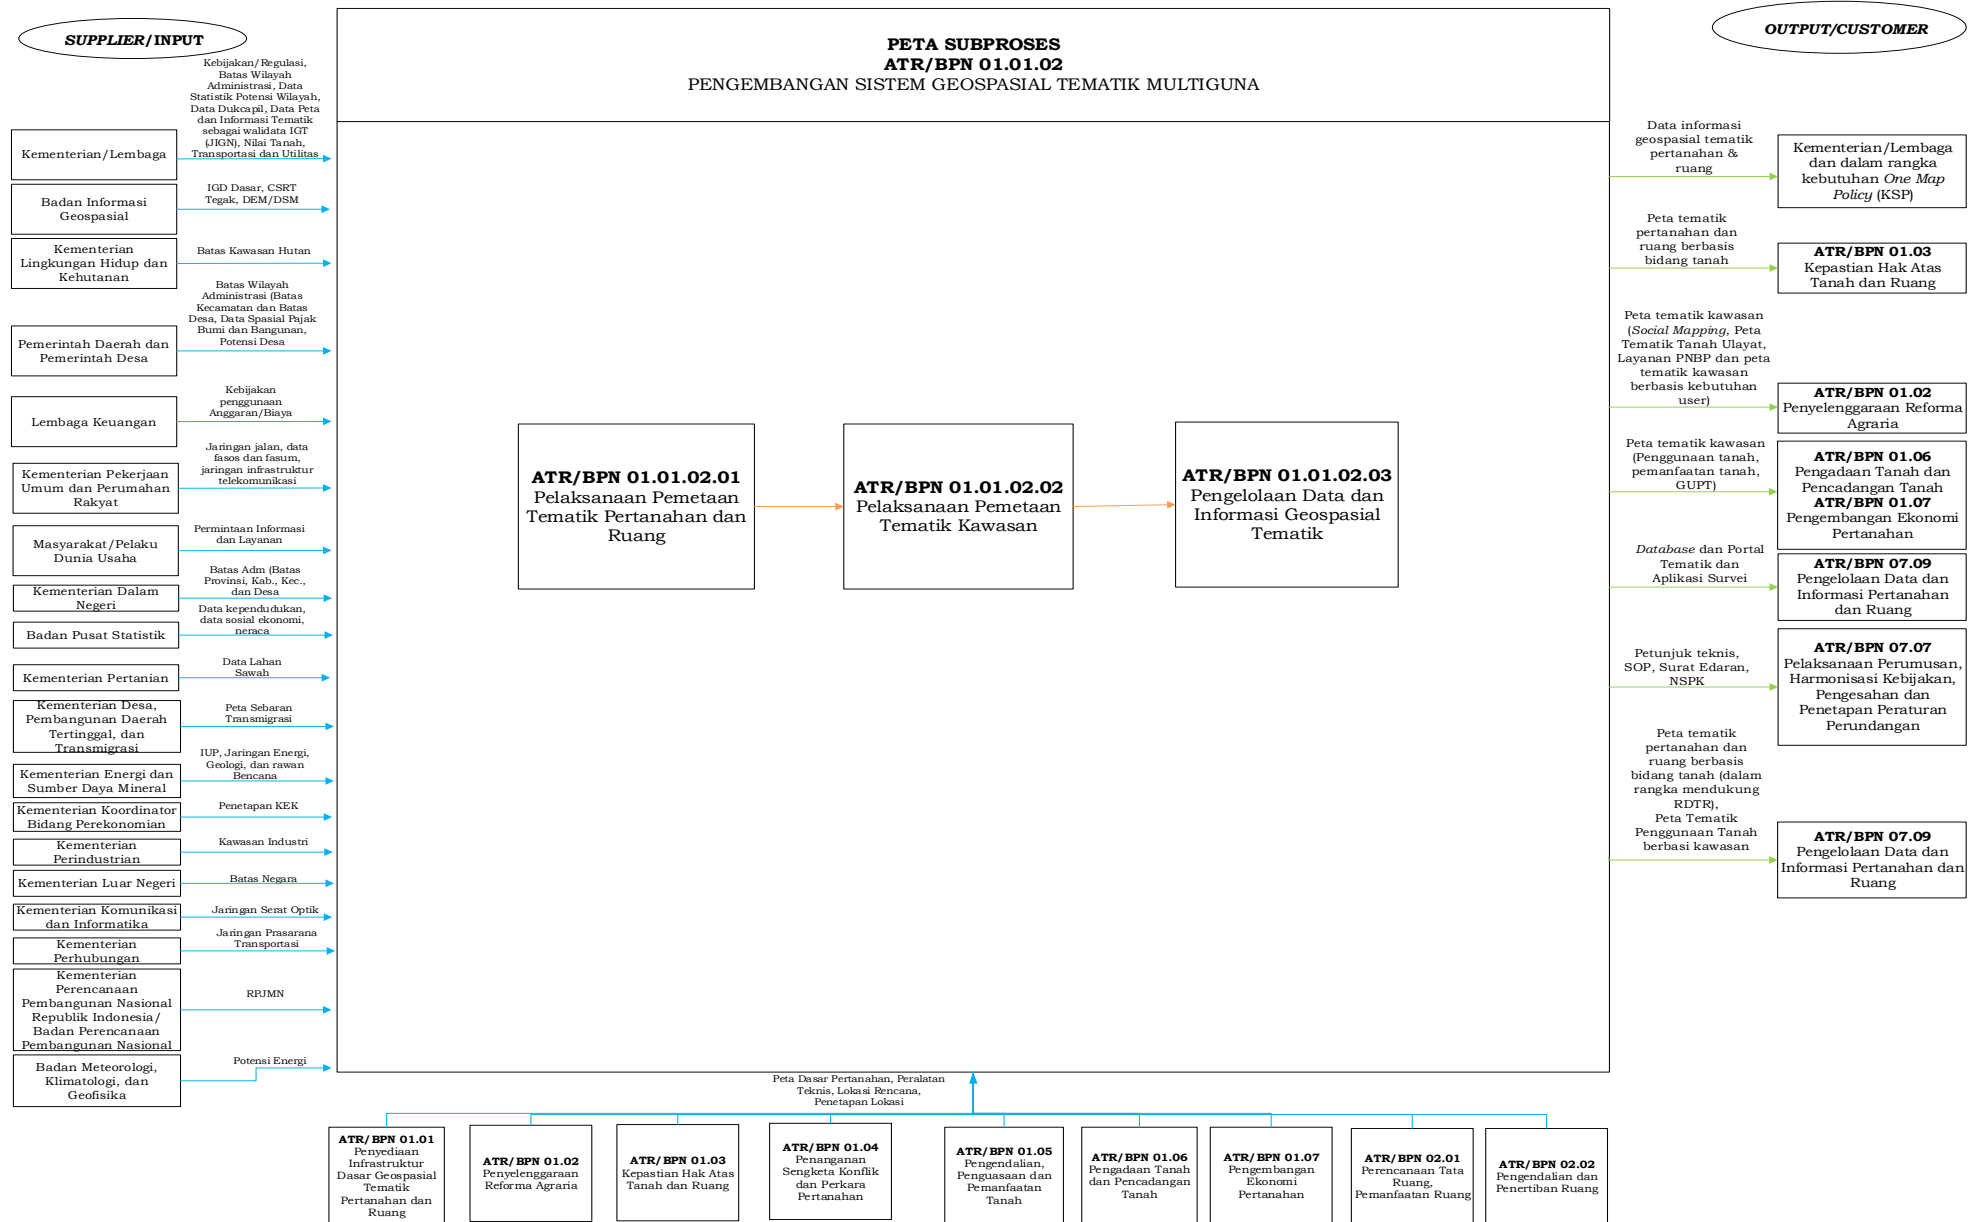 SUPPLIER/INPUT
PETA SUBPROSES
ATR/BPN 01.01.02
PENGEMBANGAN SISTEM GEOSPASIAL TEMATIK MULTIGUNA
OUTPUT/CUSTOMER
Kementerian/Lembaga
Kebijakan/Regulasi,
Batas Wilayah
Administrasi, Data
Statistik Potensi Wilayah,
Data Dukcapil, Data Peta
dan Informasi Tematik
sebagai walidata IGT
(JIGN), Nilai Tanah,
Transportasi dan Utilitas
Badan Informasi
Geospasial
IGD Dasar, CSRT
Tegak, DEM/DSM
Kementerian
Lingkungan Hidup dan
Kehutanan
Batas Kawasan Hutan
Pemerintah Daerah dan
Pemerintah Desa
Batas Wilayah
Administrasi (Batas
Kecamatan dan Batas
Desa, Data Spasial Pajak
Bumi dan Bangunan,
Potensi Desa
Lembaga Keuangan
Kebijakan
penggunaan
Anggaran/Biaya
Kementerian Pekerjaan
Umum dan Perumahan
Rakyat
Jaringan jalan, data
fasos dan fasum,
jaringan infrastruktur
telekomunikasi
Masyarakat/Pelaku
Dunia Usaha
Permintaan Informasi
dan Layanan
Kementerian Dalam
Negeri
Batas Adm (Batas
Provinsi, Kab., Kec.,
dan Desa
Badan Pusat Statistik
Data kependudukan,
data sosial ekonomi,
neraca
Kementerian Pertanian
Data Lahan
Sawah
Kementerian Desa,
Pembangunan Daerah
Tertinggal, dan
Transmigrasi
Peta Sebaran
Transmigrasi
Kementerian Energi dan
Sumber Daya Mineral
IUP, Jaringan Energi,
Geologi, dan rawan
Bencana
Kementerian Koordinator
Bidang Perekonomian
Penetapan KEK
Kementerian
Perindustrian
Kawasan Industri
Kementerian Luar Negeri
Batas Negara
Kementerian Komunikasi
dan Informatika
Jaringan Serat Optik
Kementerian
Perhubungan
Jaringan Prasarana
Transportasi
Kementerian
Perencanaan
Pembangunan Nasional
Republik Indonesia/
Badan Perencanaan
Pembangunan Nasional
RPJMN
Badan Meteorologi,
Klimatologi, dan
Geofisika
Potensi Energi
ATR/BPN 01.01.02.01
Pelaksanaan Pemetaan
Tematik Pertanahan dan
Ruang
ATR/BPN 01.01.02.02
Pelaksanaan Pemetaan
Tematik Kawasan
ATR/BPN 01.01.02.03
Pengelolaan Data dan
Informasi Geospasial
Tematik
Data informasi
geospasial tematik
pertanahan &
ruang
Kementerian/Lembaga
dan dalam rangka
kebutuhan One Map
Policy (KSP)
Peta tematik
pertanahan dan
ruang berbasis
bidang tanah
ATR/BPN 01.03
Kepastian Hak Atas
Tanah dan Ruang
Peta tematik kawasan
(Social Mapping, Peta
Tematik Tanah Ulayat,
Layanan PNBP dan peta
tematik kawasan
berbasis kebutuhan
user)
ATR/BPN 01.02
Penyelenggaraan Reforma
Agraria
Peta tematik kawasan
(Penggunaan tanah,
pemanfaatan tanah,
GUPT)
ATR/BPN 01.06
Pengadaan Tanah dan
Pencadangan Tanah
ATR/BPN 01.07
Pengembangan Ekonomi
Pertanahan
Database dan Portal
Tematik dan
Aplikasi Survei
ATR/BPN 07.09
Pengelolaan Data dan
Informasi Pertanahan
dan Ruang
Petunjuk teknis,
SOP, Surat Edaran,
NSPK
ATR/BPN 07.07
Pelaksanaan Perumusan,
Harmonisasi Kebijakan,
Pengesahan dan
Penetapan Peraturan
Perundangan
Peta tematik
pertanahan dan
ruang berbasis
bidang tanah (dalam
rangka mendukung
RDTR),
Peta Tematik
Penggunaan Tanah
berbasi kawasan
ATR/BPN 07.09
Pengelolaan Data dan
Informasi Pertanahan dan
Ruang
Peta Dasar Pertanahan, Peralatan
Teknis, Lokasi Rencana,
Penetapan Lokasi
ATR/BPN 01.01
Penyediaan
Infrastruktur
Dasar Geospasial
Tematik
Pertanahan dan
Ruang
ATR/BPN 01.02
Penyelenggaraan
Reforma Agraria
ATR/BPN 01.03
Kepastian Hak Atas
Tanah dan Ruang
ATR/BPN 01.04
Penanganan
Sengketa Konflik
dan Perkara
Pertanahan
ATR/BPN 01.05
Pengendalian,
Penguasaan dan
Pemanfaatan
Tanah
ATR/BPN 01.06
Pengadaan Tanah
dan Pencadangan
Tanah
ATR/BPN 01.07
Pengembangan
Ekonomi
Pertanahan
ATR/BPN 02.01
Perencanaan Tata
Ruang,
Pemanfaatan Ruang
ATR/BPN 02.02
Pengendalian dan
Penertiban Ruang